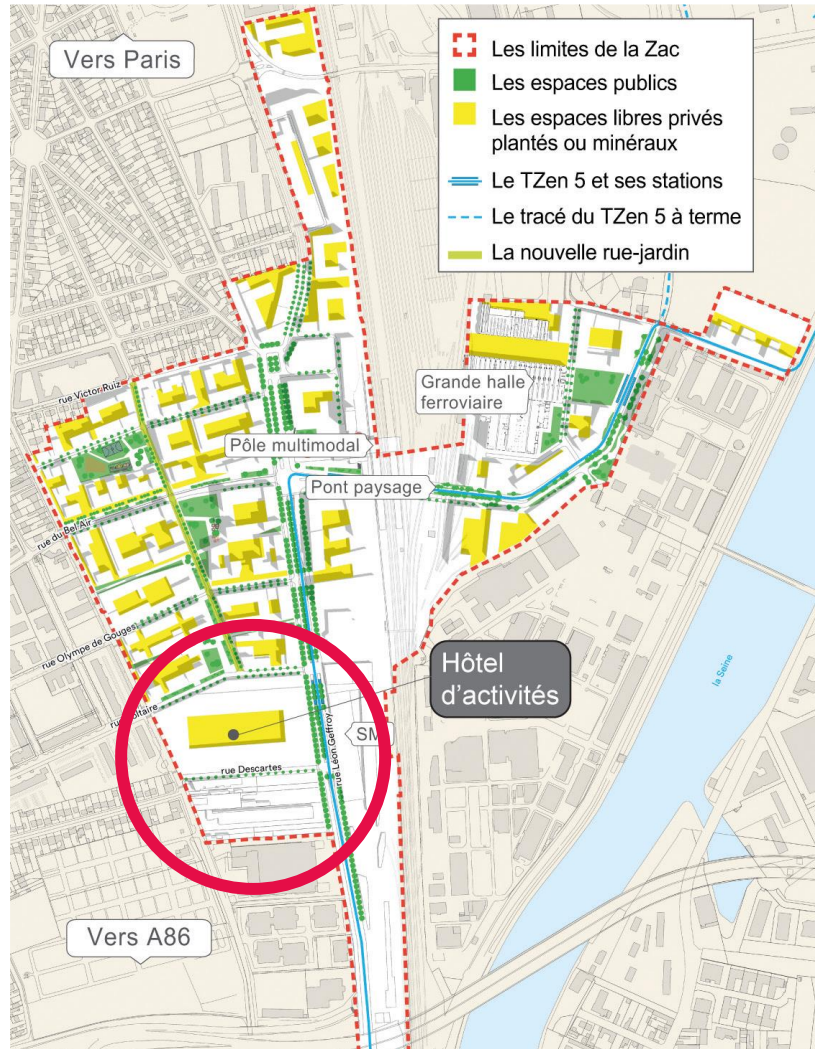 Vers Paris
Les limites de la Zac
Les espaces publics
Les espaces libres privés
plantés ou minéraux
Le TZen 5 et ses stations
Le tracé du TZen 5 à terme
La nouvelle rue-jardin
rue Victor Ruiz
Grande halle
ferroviaire
Pôle multimodal
Pont paysage
rue du Bel Air
rue Olympe de Gouges
Hôtel
d'activités
la Seine
rue Voltaire
SM
rue Léon Geffroy
rue Descartes
Vers A86